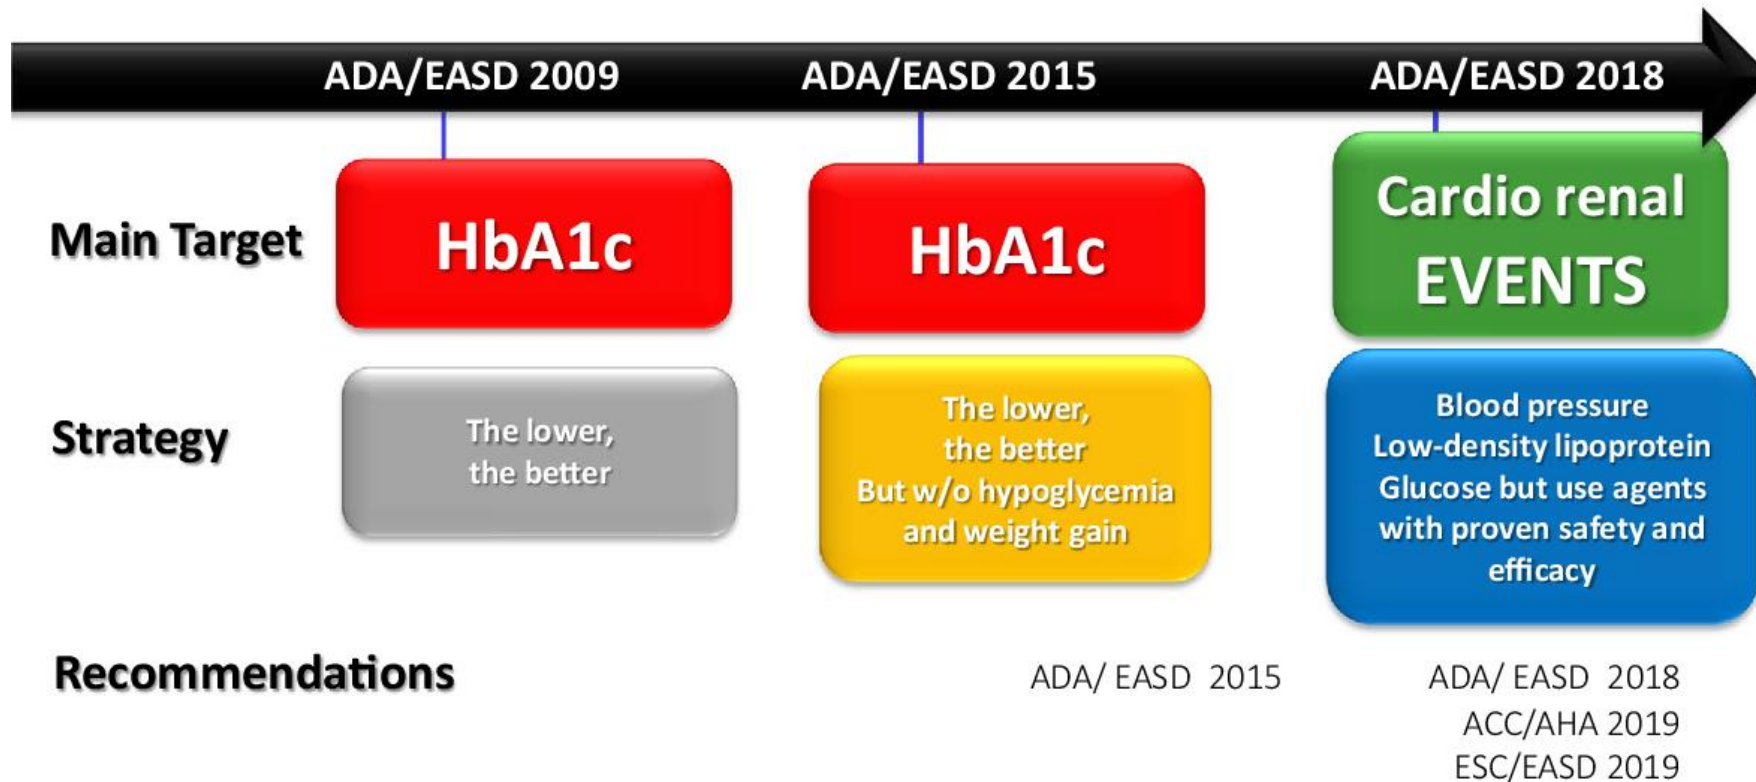 ADA/EASD 2009
ADA/EASD 2015
ADA/EASD 2018
Main Target
HbA1c
HbA1c
Cardio renal
EVENTS
Strategy
The lower,
the better
The lower,
the better
But w/o hypoglycemia
and weight gain
Blood pressure
Low-density lipoprotein
Glucose but use agents
with proven safety and
efficacy
Recommendations
ADA/ EASD 2015
ADA/ EASD 2018
ACC/AHA 2019
ESC/EASD 2019